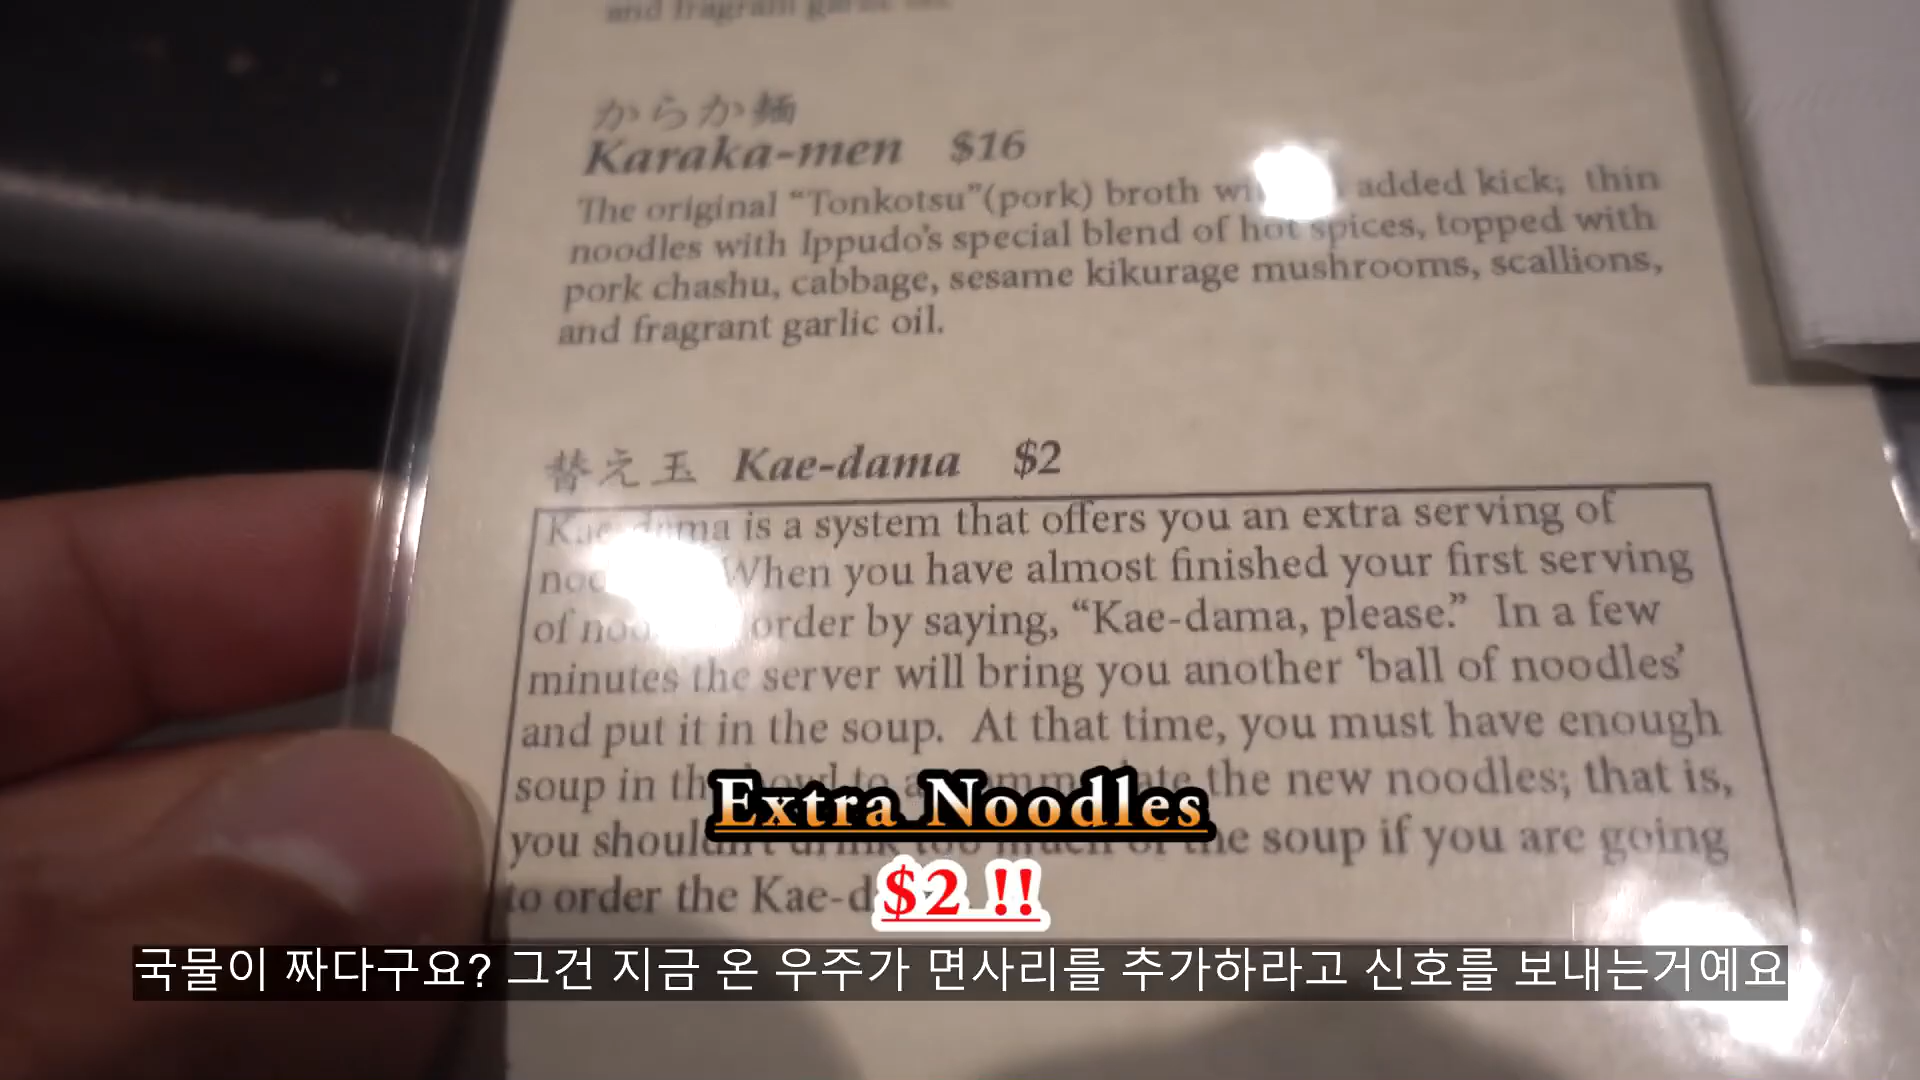 and fragrant garlic oil.
からか麺
Karaka-men $16
The original “Tonkotsu”(pork) broth added kick; thin
noodles with Ippudo’s special blend of hot spices, topped with
pork chashu, cabbage, sesame kikurage mushrooms, scallions,
and fragrant garlic oil.
替え玉 Kae-dama $2
Kae-dama is a system that offers you an extra serving of
When you have almost finished your first serving
of order by saying, “Kae-dama, please.” In a few
minutes the server will bring you another ‘ball of noodles’
and put it in the soup. At that time, you must have enough
soup in the new noodles; that is,
you the soup if you are going
to order the
Extra Noodles
$2 !!
국물이 짜다구요? 그건 지금 온 우주가 면사리를 추가하라고 신호를 보내는거예요